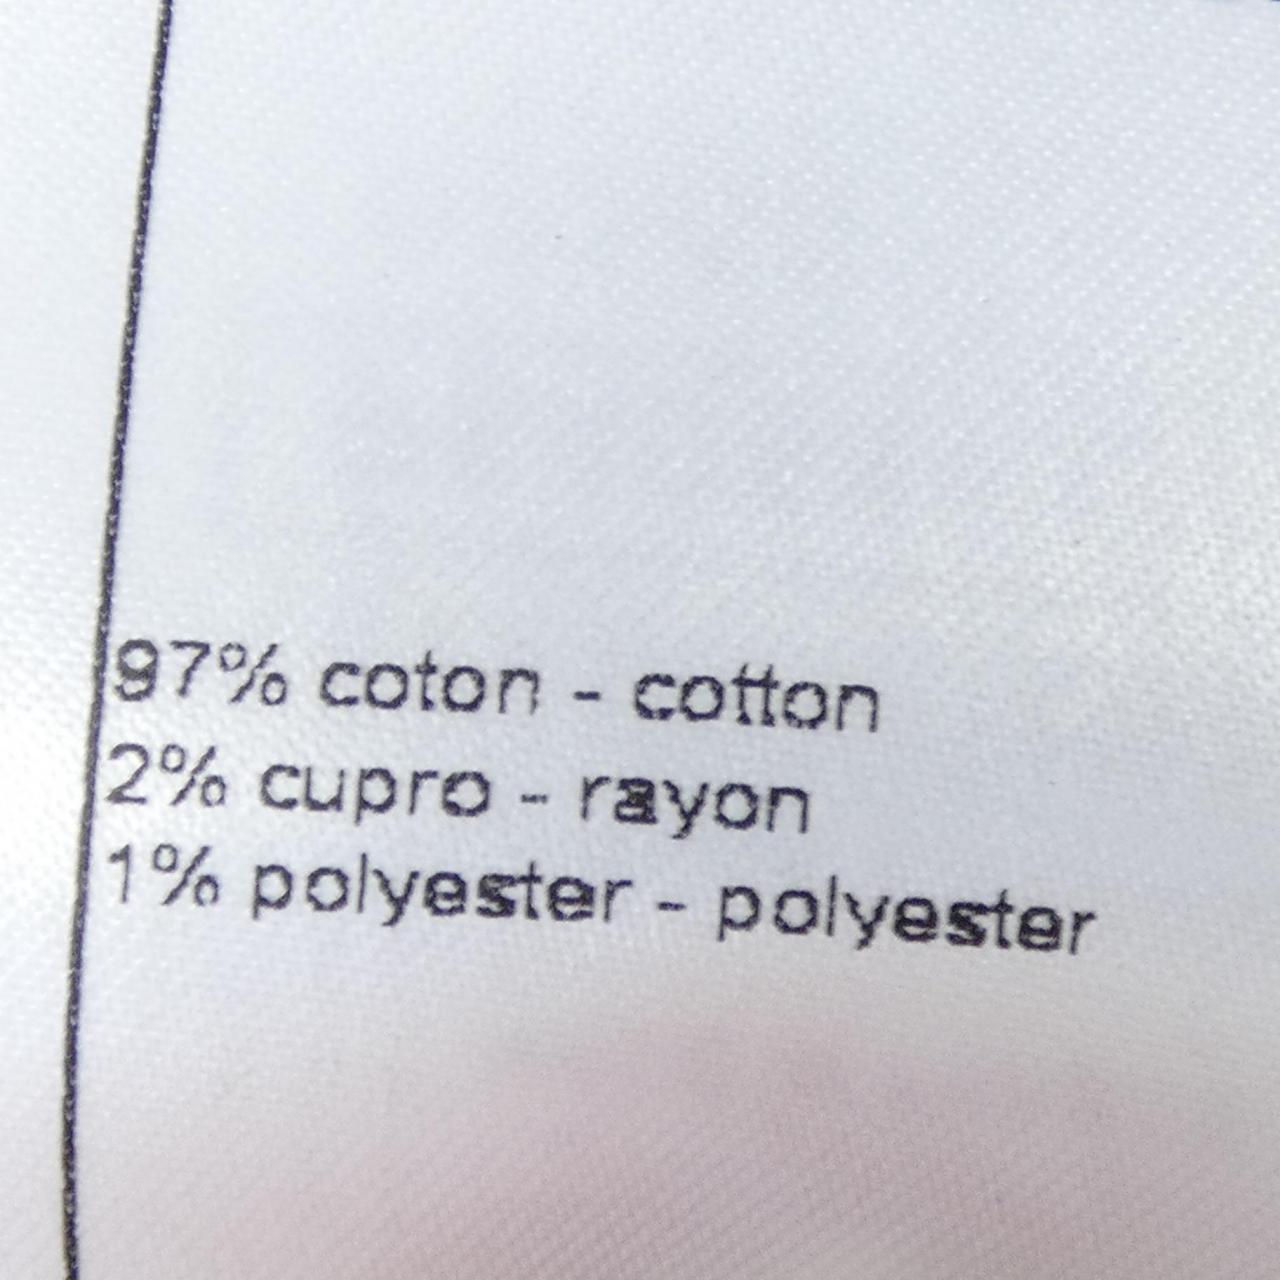 97% coton - cotton
2% cupro - rayon
1% polyester - polyester